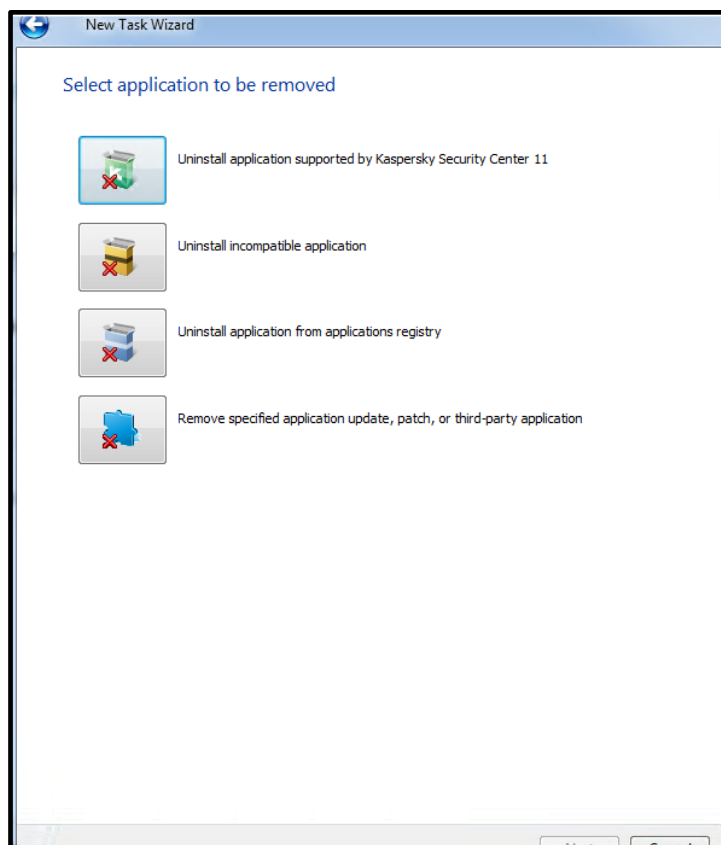 New Task Wizard
Select application to be removed
Uninstall application supported by Kaspersky Security Center 11
Uninstall incompatible application
Uninstall application from applications registry
Remove specified application update, patch, or third-party application